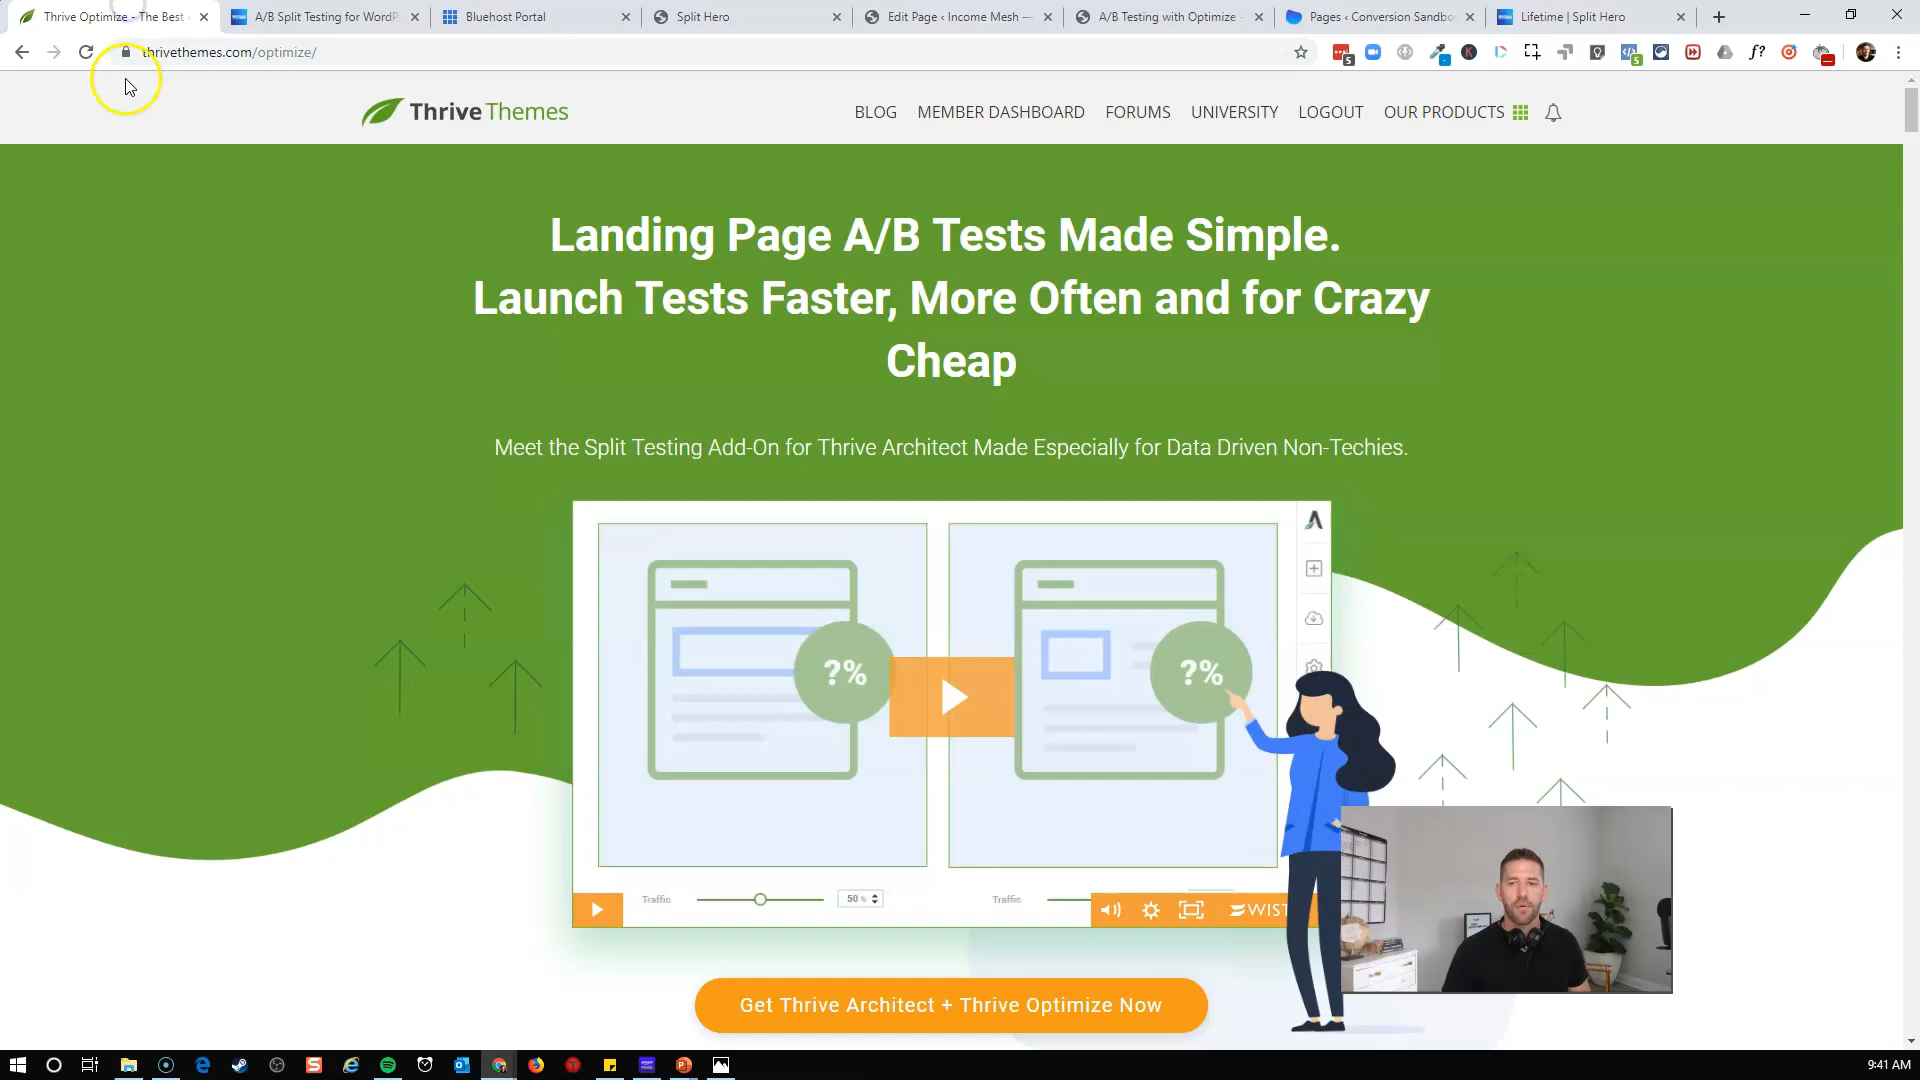 Thrive Optimize - The Best
A/B Split Testing for WordP
Bluehost Portal
Split Hero
Edit Page ‹ Income Mesh —
A/B Testing with Optimize -
Pages ‹ Conversion Sandbo
Lifetime | Split Hero
thrivethemes.com/optimize/
Thrive Themes
BLOG
MEMBER DASHBOARD
FORUMS
UNIVERSITY
LOGOUT
OUR PRODUCTS
Landing Page A/B Tests Made Simple.
Launch Tests Faster, More Often and for Crazy
Cheap
Meet the Split Testing Add-On for Thrive Architect Made Especially for Data Driven Non-Techies.
?%
?%
Traffic
50 %
Traffic
WIST
Get Thrive Architect + Thrive Optimize Now
9:41 AM